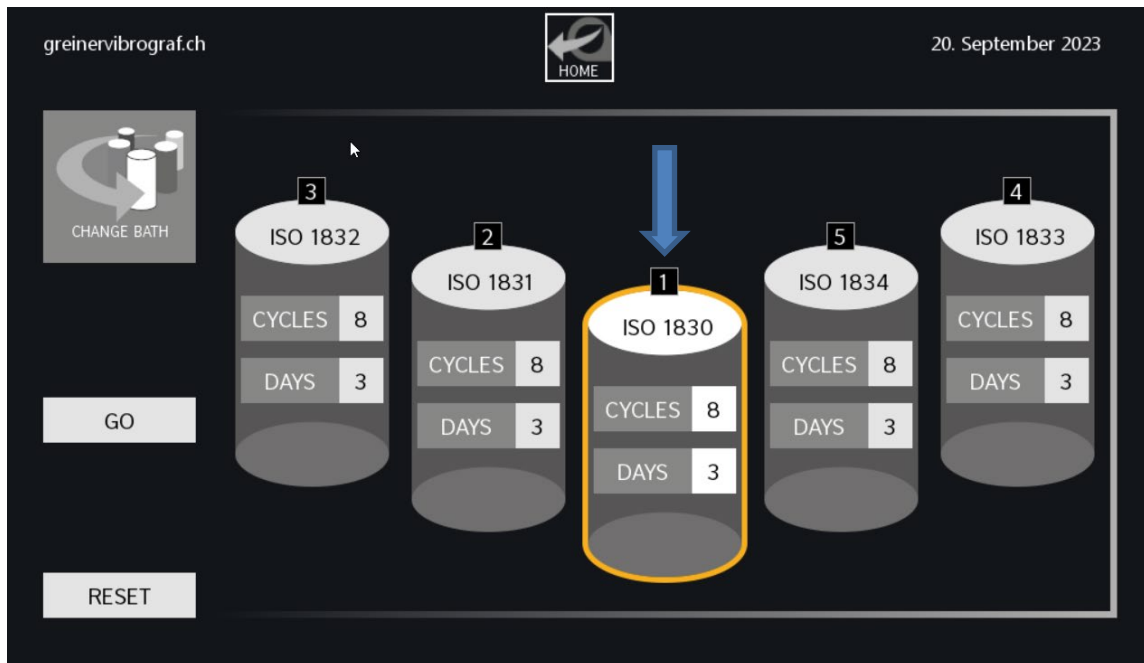 greinervibrograf.ch
HOME
20. September 2023
CHANGE BATH
GO
RESET
3
ISO 1832
CYCLES 8
DAYS 3
2
ISO 1831
CYCLES 8
DAYS 3
1
ISO 1830
CYCLES 8
DAYS 3
5
ISO 1834
CYCLES 8
DAYS 3
4
ISO 1833
CYCLES 8
DAYS 3